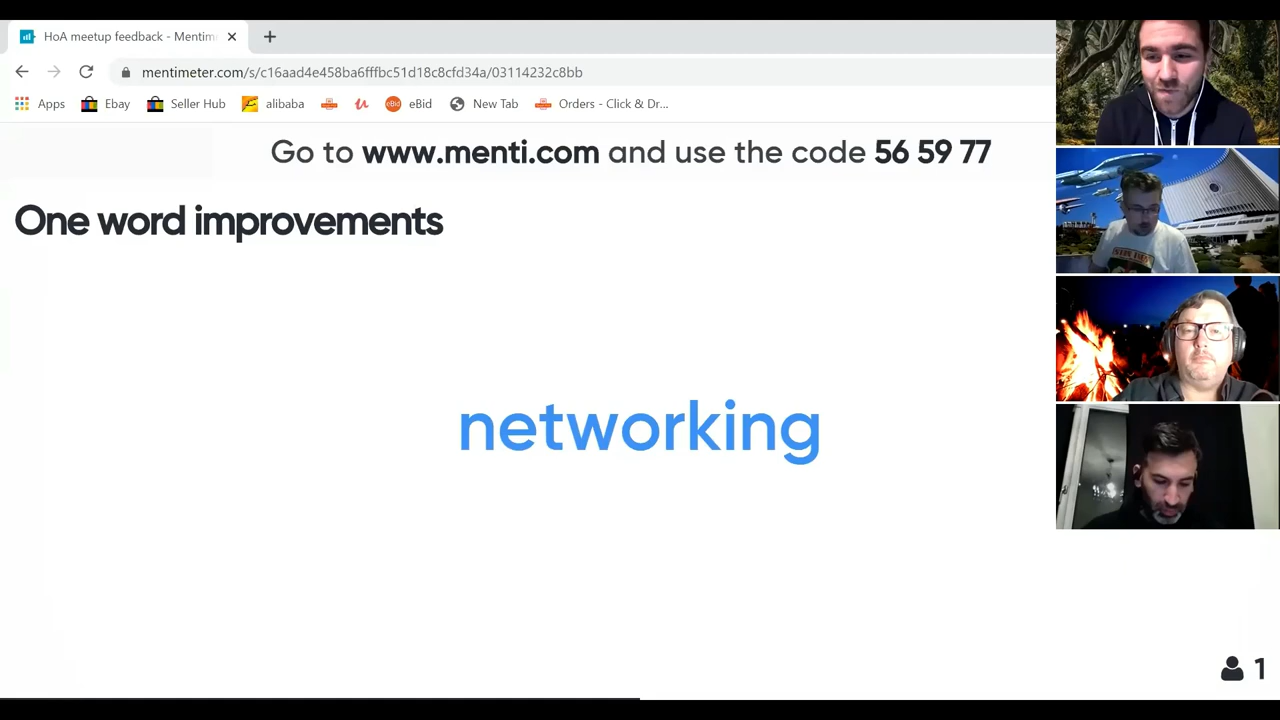 HoA meetup feedback - Mentim
mentimeter.com/s/c16aad4e458ba6fffbc51d18c8cfd34a/03114232c8bb
Apps Ebay Seller Hub alibaba eBid New Tab Orders - Click & Dr...
Go to www.menti.com and use the code 56 59 77
One word improvements
networking
1